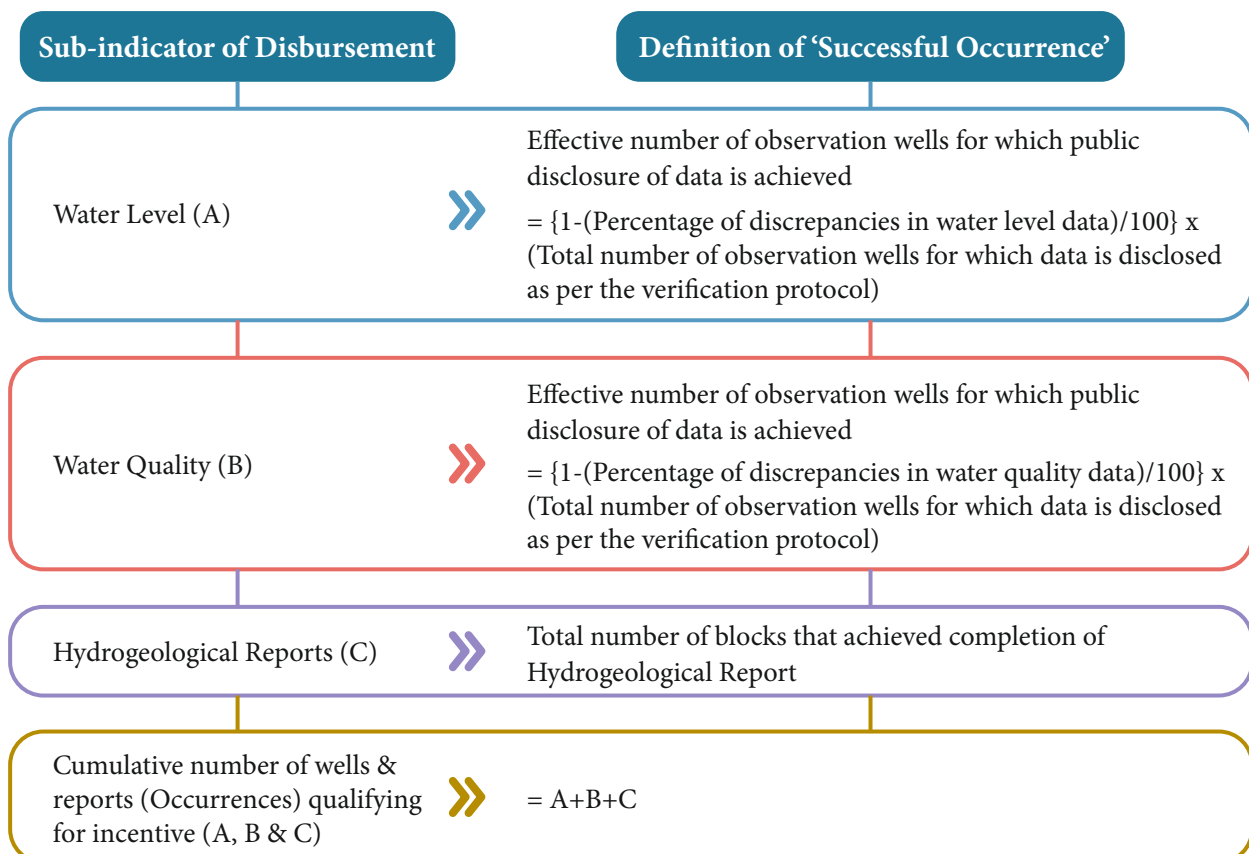 Sub-indicator of Disbursement
Definition of ‘Successful Occurrence’
Water Level (A)
Effective number of observation wells for which public
disclosure of data is achieved
= {1-(Percentage of discrepancies in water level data)/100} x
(Total number of observation wells for which data is disclosed
as per the verification protocol)
Water Quality (B)
Effective number of observation wells for which public
disclosure of data is achieved
= {1-(Percentage of discrepancies in water quality data)/100} x
(Total number of observation wells for which data is disclosed
as per the verification protocol)
Hydrogeological Reports (C)
Total number of blocks that achieved completion of
Hydrogeological Report
Cumulative number of wells &
reports (Occurrences) qualifying
for incentive (A, B & C)
= A+B+C